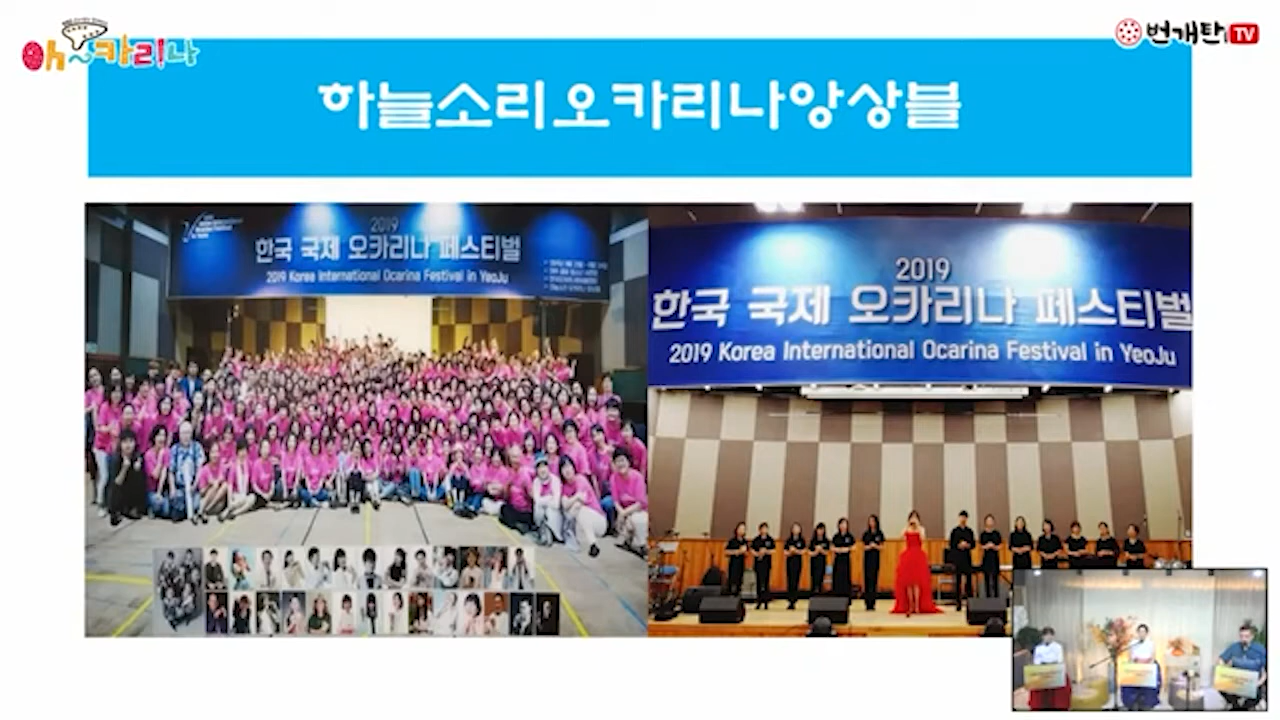 아~카리나
번개탄 TV
하늘소리오카리나앙상블
2019
한국 국제 오카리나 페스티벌
2019 Korea International Ocarina Festival in YeoJu
2019
한국 국제 오카리나 페스티벌
2019 Korea International Ocarina Festival in YeoJu